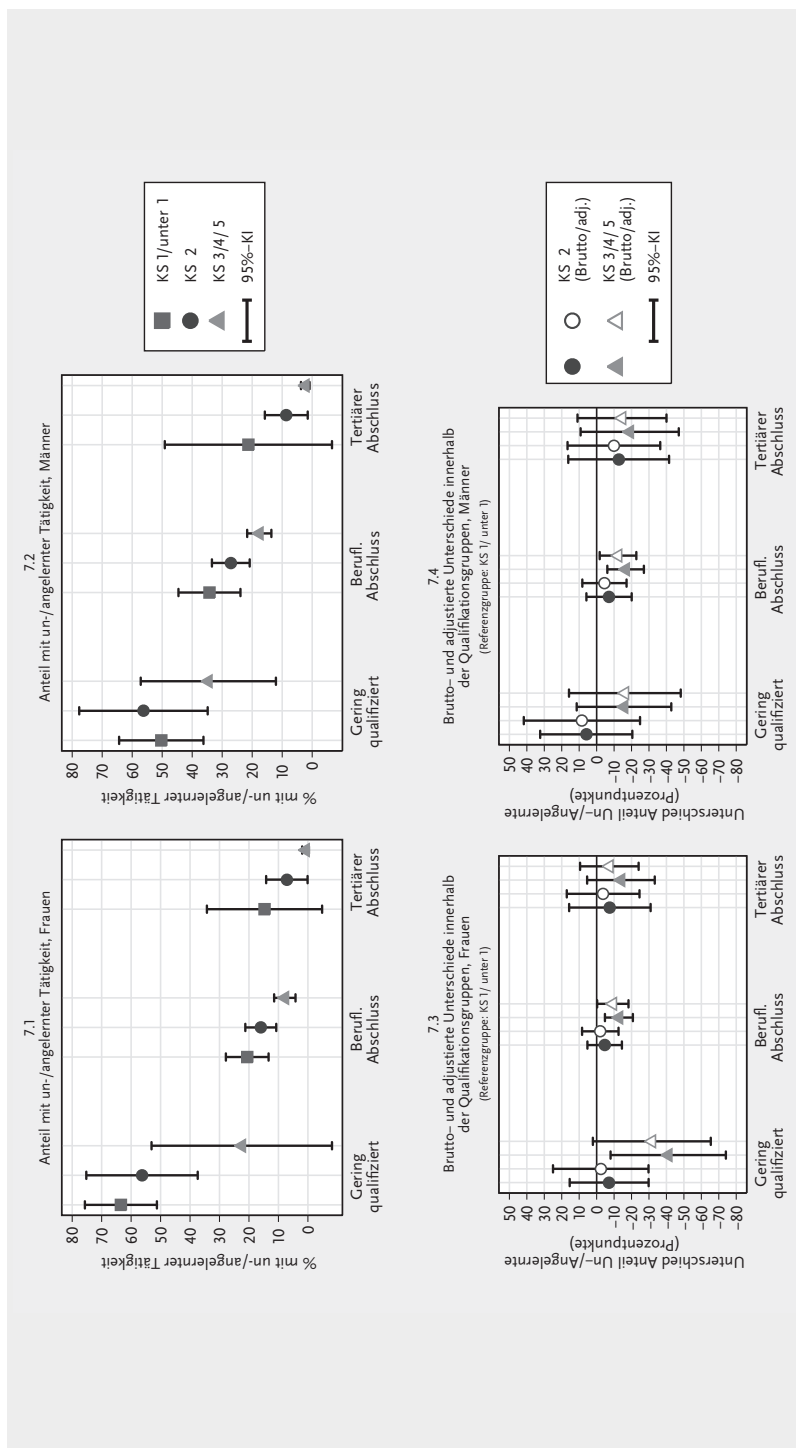 7.1
Anteil mit un-/angelernter Tätigkeit, Frauen
% mit un-/angelernter Tätigkeit
80
70
60
50
40
30
20
10
0
Gering
qualifiziert
Berufl.
Abschluss
Tertiärer
Abschluss
7.2
Anteil mit un-/angelernter Tätigkeit, Männer
% mit un-/angelernter Tätigkeit
80
70
60
50
40
30
20
10
0
Gering
qualifiziert
Berufl.
Abschluss
Tertiärer
Abschluss
KS 1/unter 1
KS 2
KS 3/4/5
95%–KI
7.3
Brutto– und adjustierte Unterschiede innerhalb
der Qualifikationsgruppen, Frauen
(Referenzgruppe: KS 1/ unter 1)
Unterschied Anteil Un–/Angelernte
(Prozentpunkte)
50
40
30
20
10
0
–10
–20
–30
–40
–50
–60
–70
–80
Gering
qualifiziert
Berufl.
Abschluss
Tertiärer
Abschluss
7.4
Brutto– und adjustierte Unterschiede innerhalb
der Qualifikationsgruppen, Männer
(Referenzgruppe: KS 1/ unter 1)
Unterschied Anteil Un–/Angelernte
(Prozentpunkte)
50
40
30
20
10
0
–10
–20
–30
–40
–50
–60
–70
–80
Gering
qualifiziert
Berufl.
Abschluss
Tertiärer
Abschluss
KS 2
(Brutto/adj.)
KS 3/4/5
(Brutto/adj.)
95%–KI